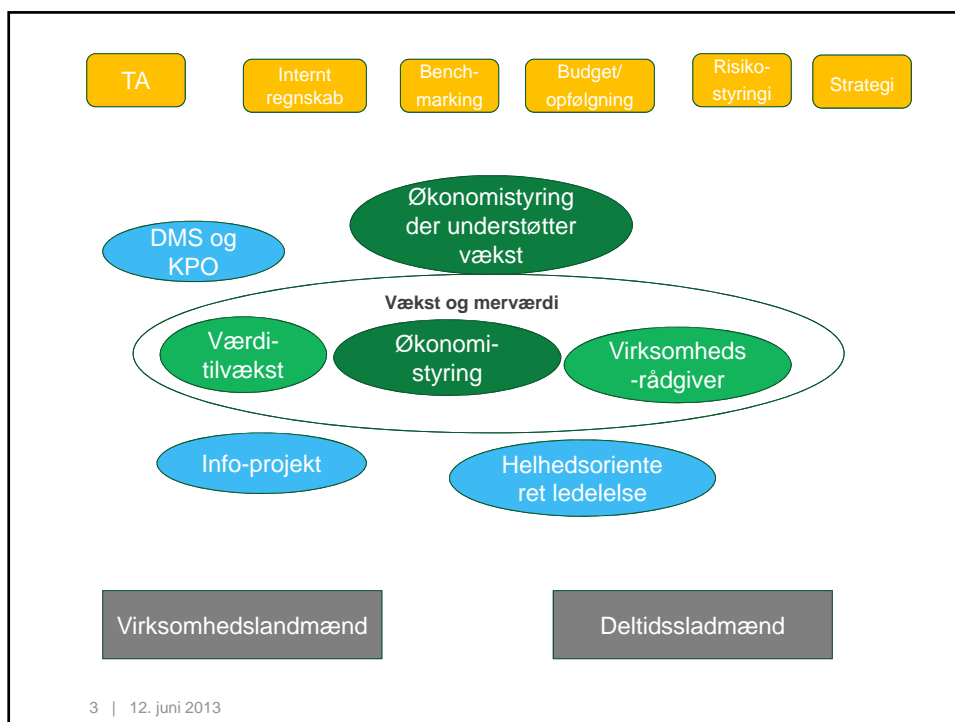 TA
Internt
regnskab
Bench-
marking
Budget/
opfølgning
Risiko-
styringi
Strategi
Økonomistyring
der understøtter
vækst
DMS og
KPO
Vækst og merværdi
Værdi-
tilvækst
Økonomi-
styring
Virksomheds
-rådgiver
Info-projekt
Helhedsoriente
ret ledelelse
Virksomhedslandmænd
Deltidssladmænd
3 | 12. juni 2013